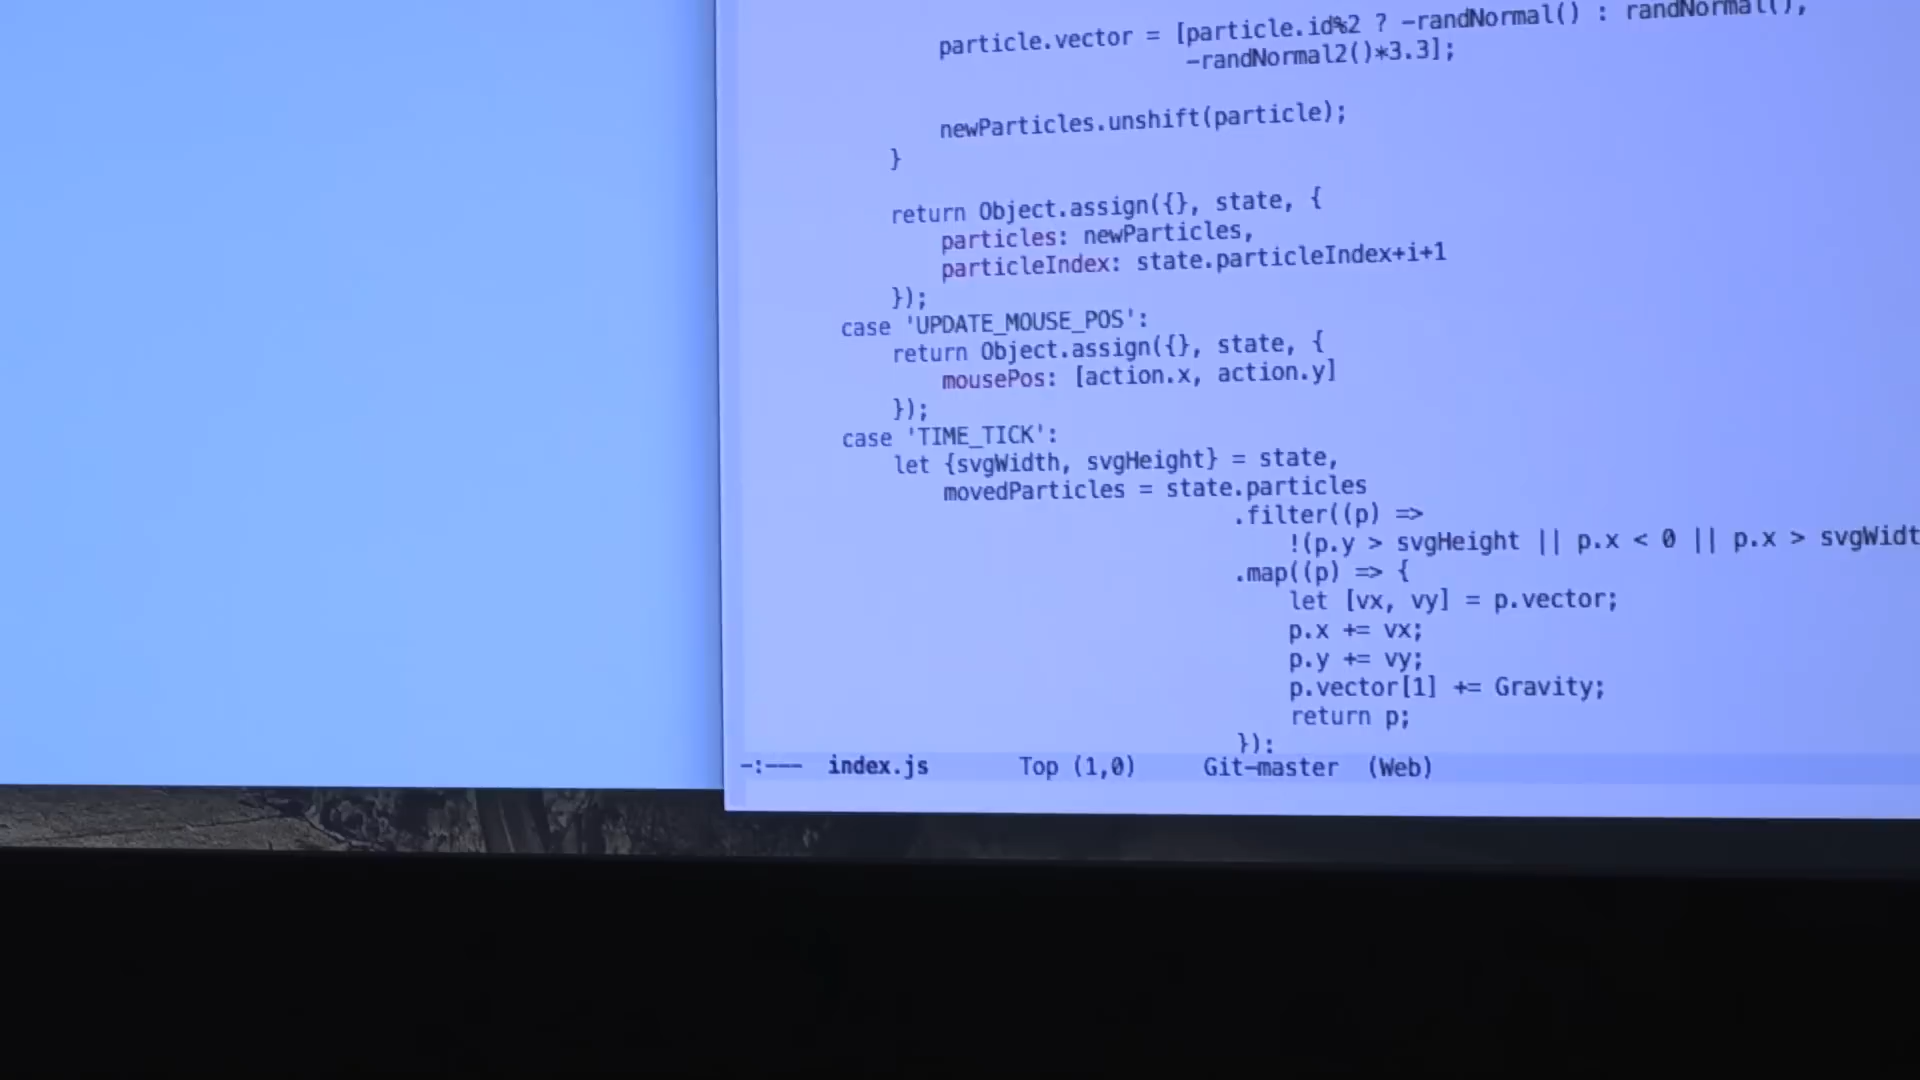 particle.vector = [particle.id%2 ? -randNormal() : randNormal(),
-randNormal2()*3.3];
newParticles.unshift(particle);
}
return Object.assign({}, state, {
particles: newParticles,
particleIndex: state.particleIndex+i+1
});
case 'UPDATE_MOUSE_POS':
return Object.assign({}, state, {
mousePos: [action.x, action.y]
});
case 'TIME_TICK':
let {svgWidth, svgHeight} = state,
movedParticles = state.particles
.filter((p) =>
!(p.y > svgHeight || p.x < 0 || p.x > svgWidt
.map((p) => {
let [vx, vy] = p.vector;
p.x += vx;
p.y += vy;
p.vector[1] += Gravity;
return p;
});
-:--- index.js Top (1,0) Git-master (Web)